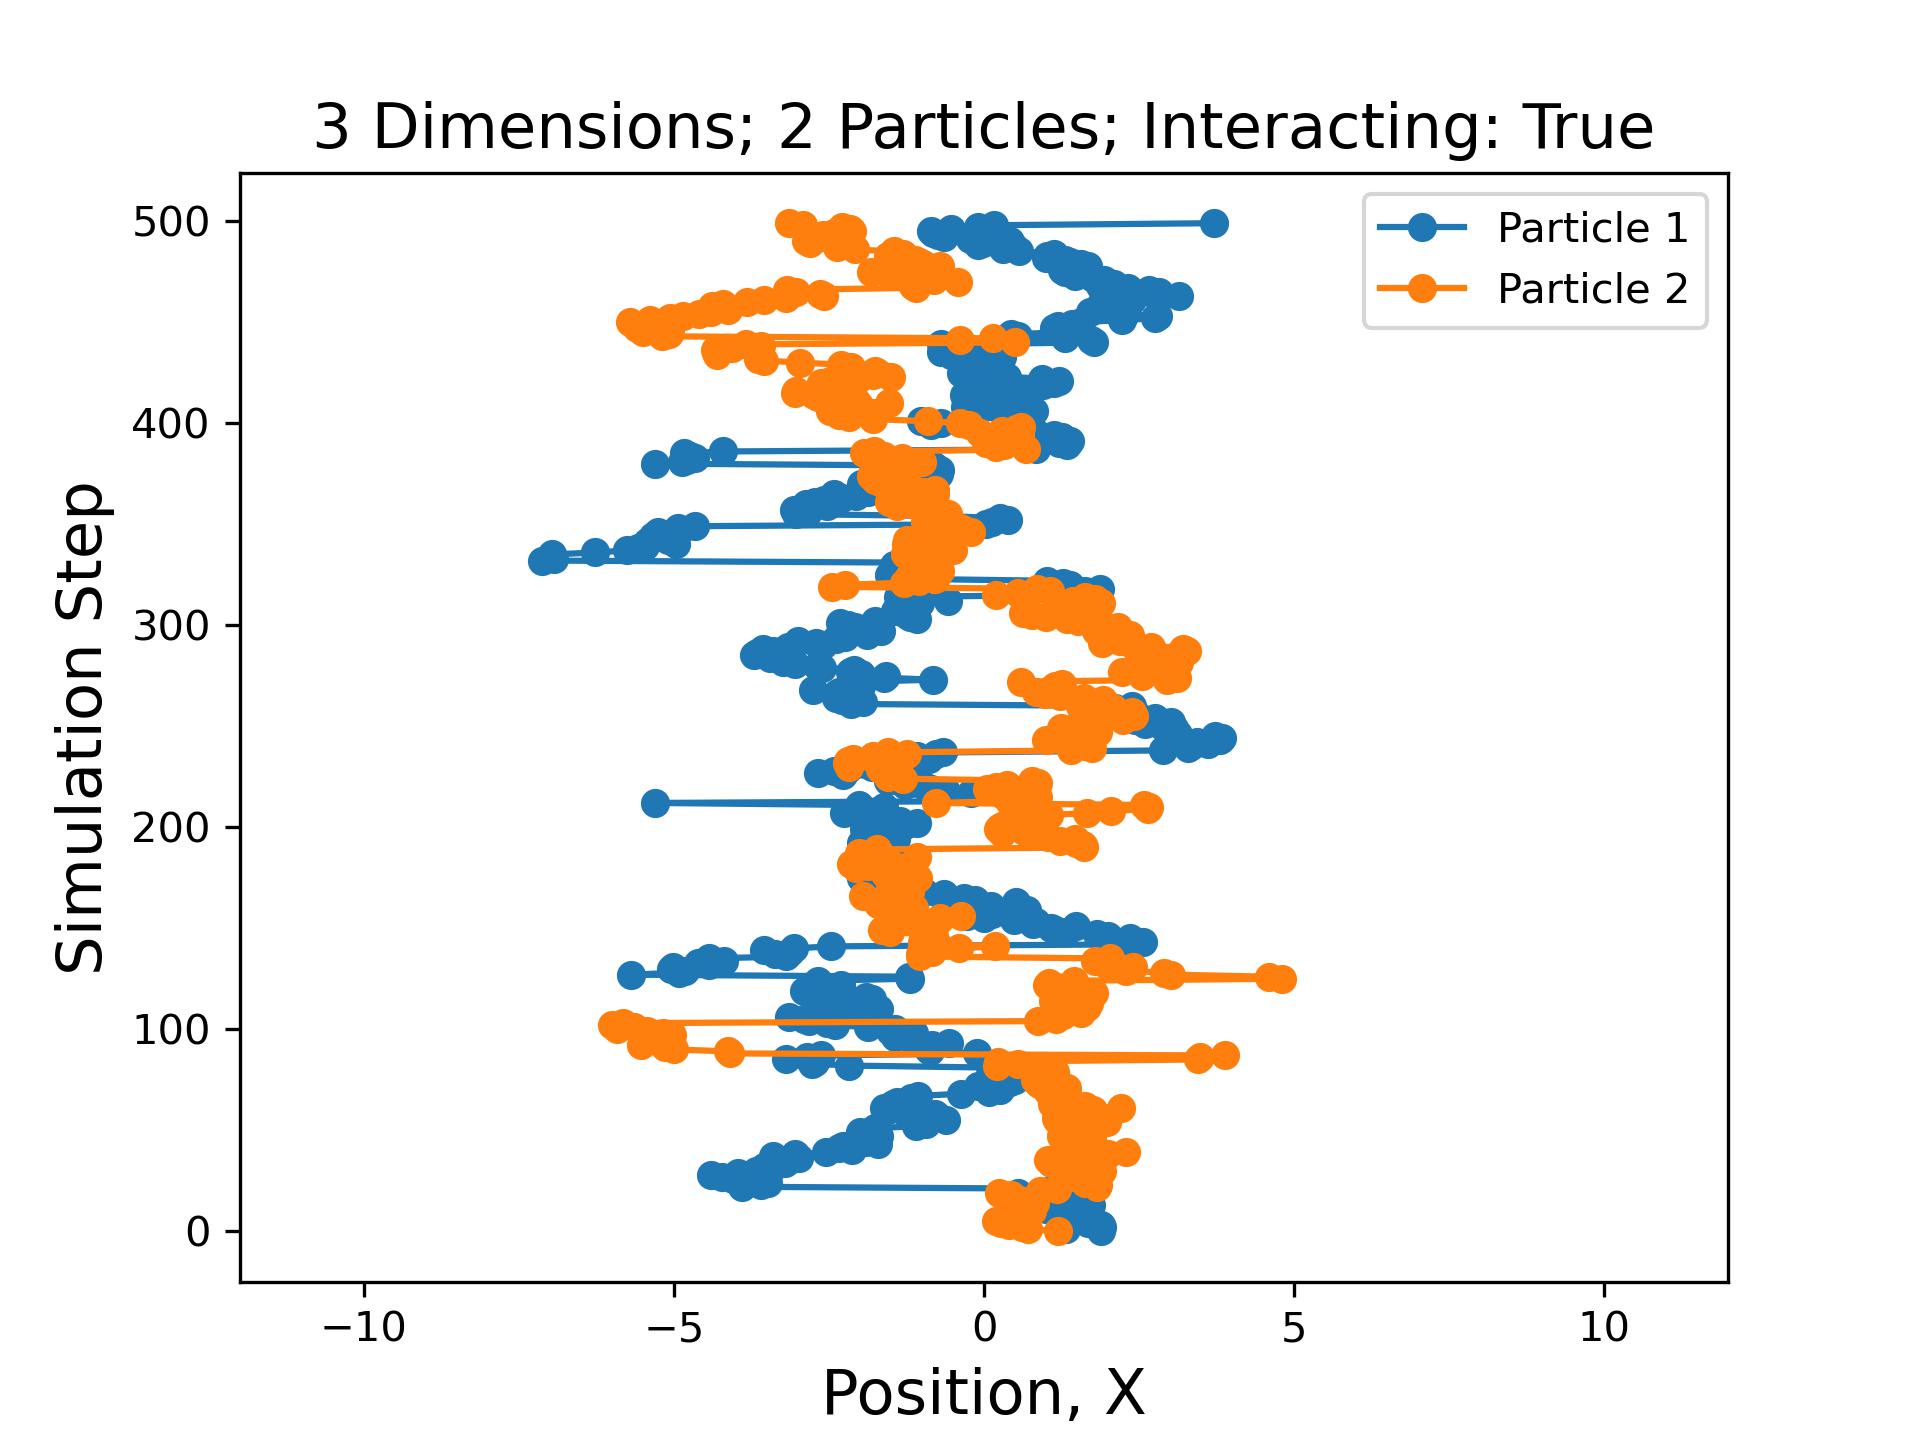 3 Dimensions; 2 Particles; Interacting: True
Particle 1
Particle 2
500
400
300
200
100
0
Simulation Step
−10
−5
0
5
10
Position, X